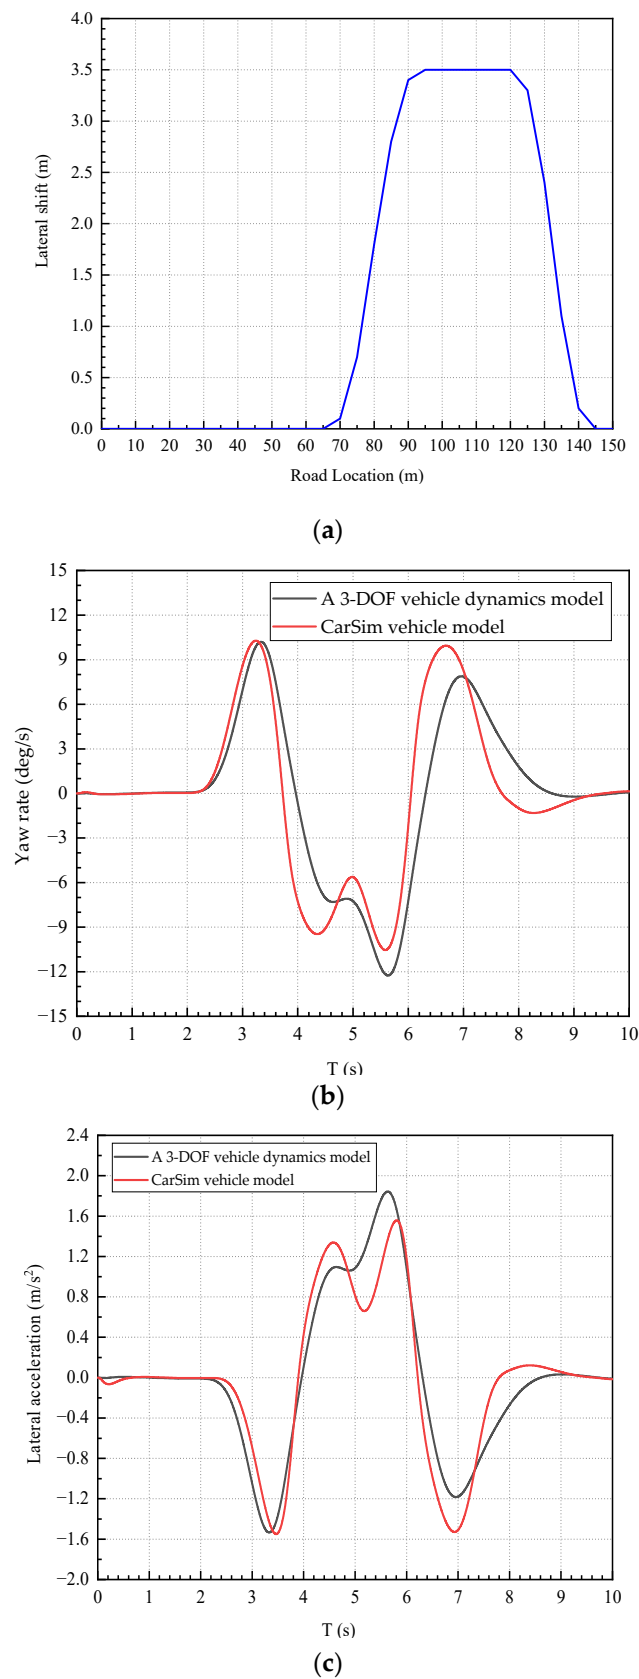 4.0
3.5
3.0
2.5
2.0
1.5
1.0
0.5
0.0
Lateral shift (m)
0 10 20 30 40 50 60 70 80 90 100 110 120 130 140 150
Road Location (m)
(a)
15
12
9
6
3
0
−3
−6
−9
−12
−15
Yaw rate (deg/s)
A 3-DOF vehicle dynamics model
CarSim vehicle model
0 1 2 3 4 5 6 7 8 9 10
T (s)
(b)
2.4
2.0
1.6
1.2
0.8
0.4
0.0
−0.4
−0.8
−1.2
−1.6
−2.0
Lateral acceleration (m/s²)
A 3-DOF vehicle dynamics model
CarSim vehicle model
0 1 2 3 4 5 6 7 8 9 10
T (s)
(c)